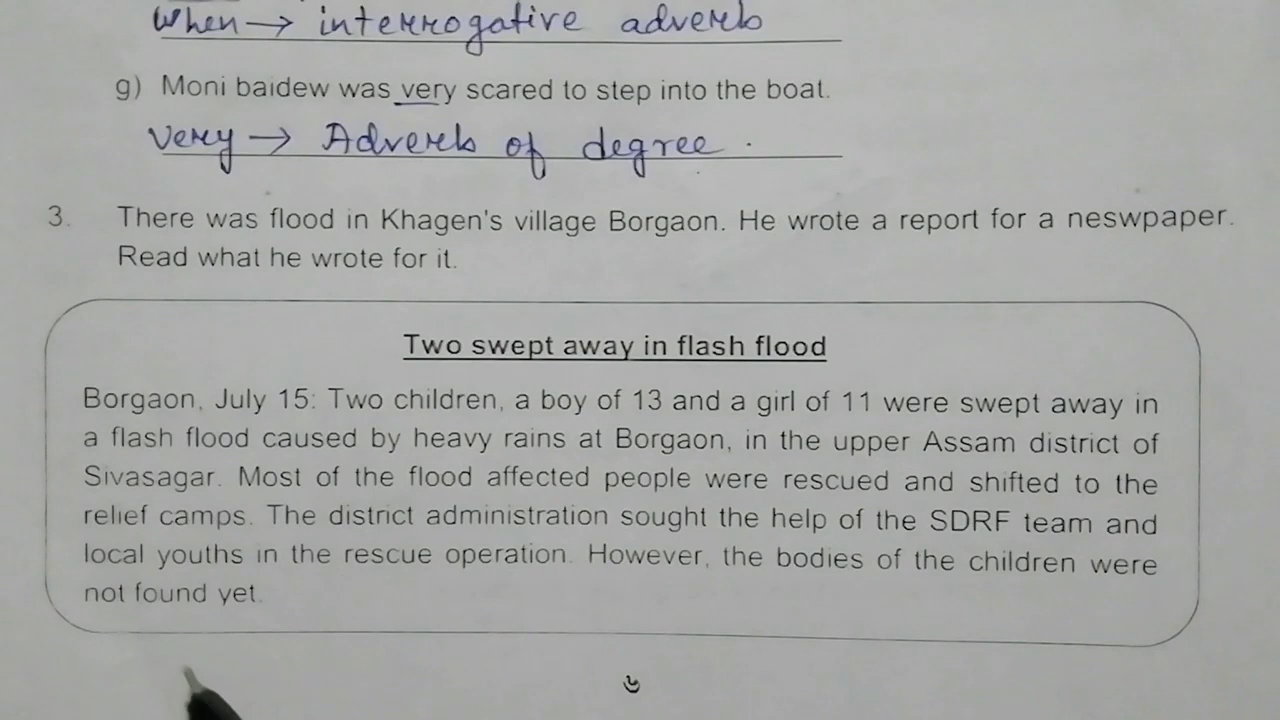 When → interrogative adverb
g) Moni baidew was very scared to step into the boat.
Very → Adverb of degree.
3. There was flood in Khagen's village Borgaon. He wrote a report for a neswpaper.
Read what he wrote for it.
Two swept away in flash flood
Borgaon, July 15: Two children, a boy of 13 and a girl of 11 were swept away in
a flash flood caused by heavy rains at Borgaon, in the upper Assam district of
Sivasagar. Most of the flood affected people were rescued and shifted to the
relief camps. The district administration sought the help of the SDRF team and
local youths in the rescue operation. However, the bodies of the children were
not found yet.